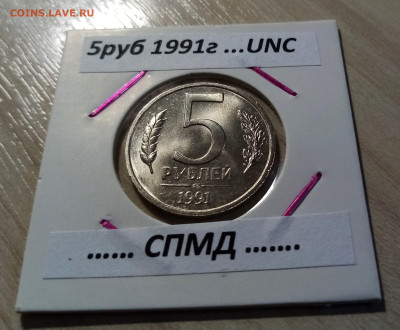 COINS.LAVE.RU
5руб 1991г ...UNC
5
РУБЛЕЙ
1991
...... СПМД .......